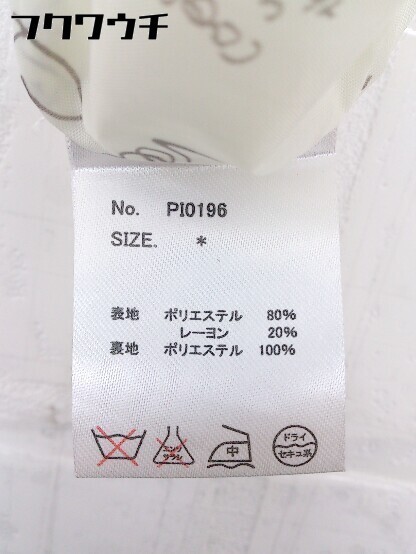 フクワウチ
No. PI0196
SIZE. *
表地 ポリエステル 80%
レーヨン 20%
裏地 ポリエステル 100%
エンソ サラシ
中
ドライ
セキユ系